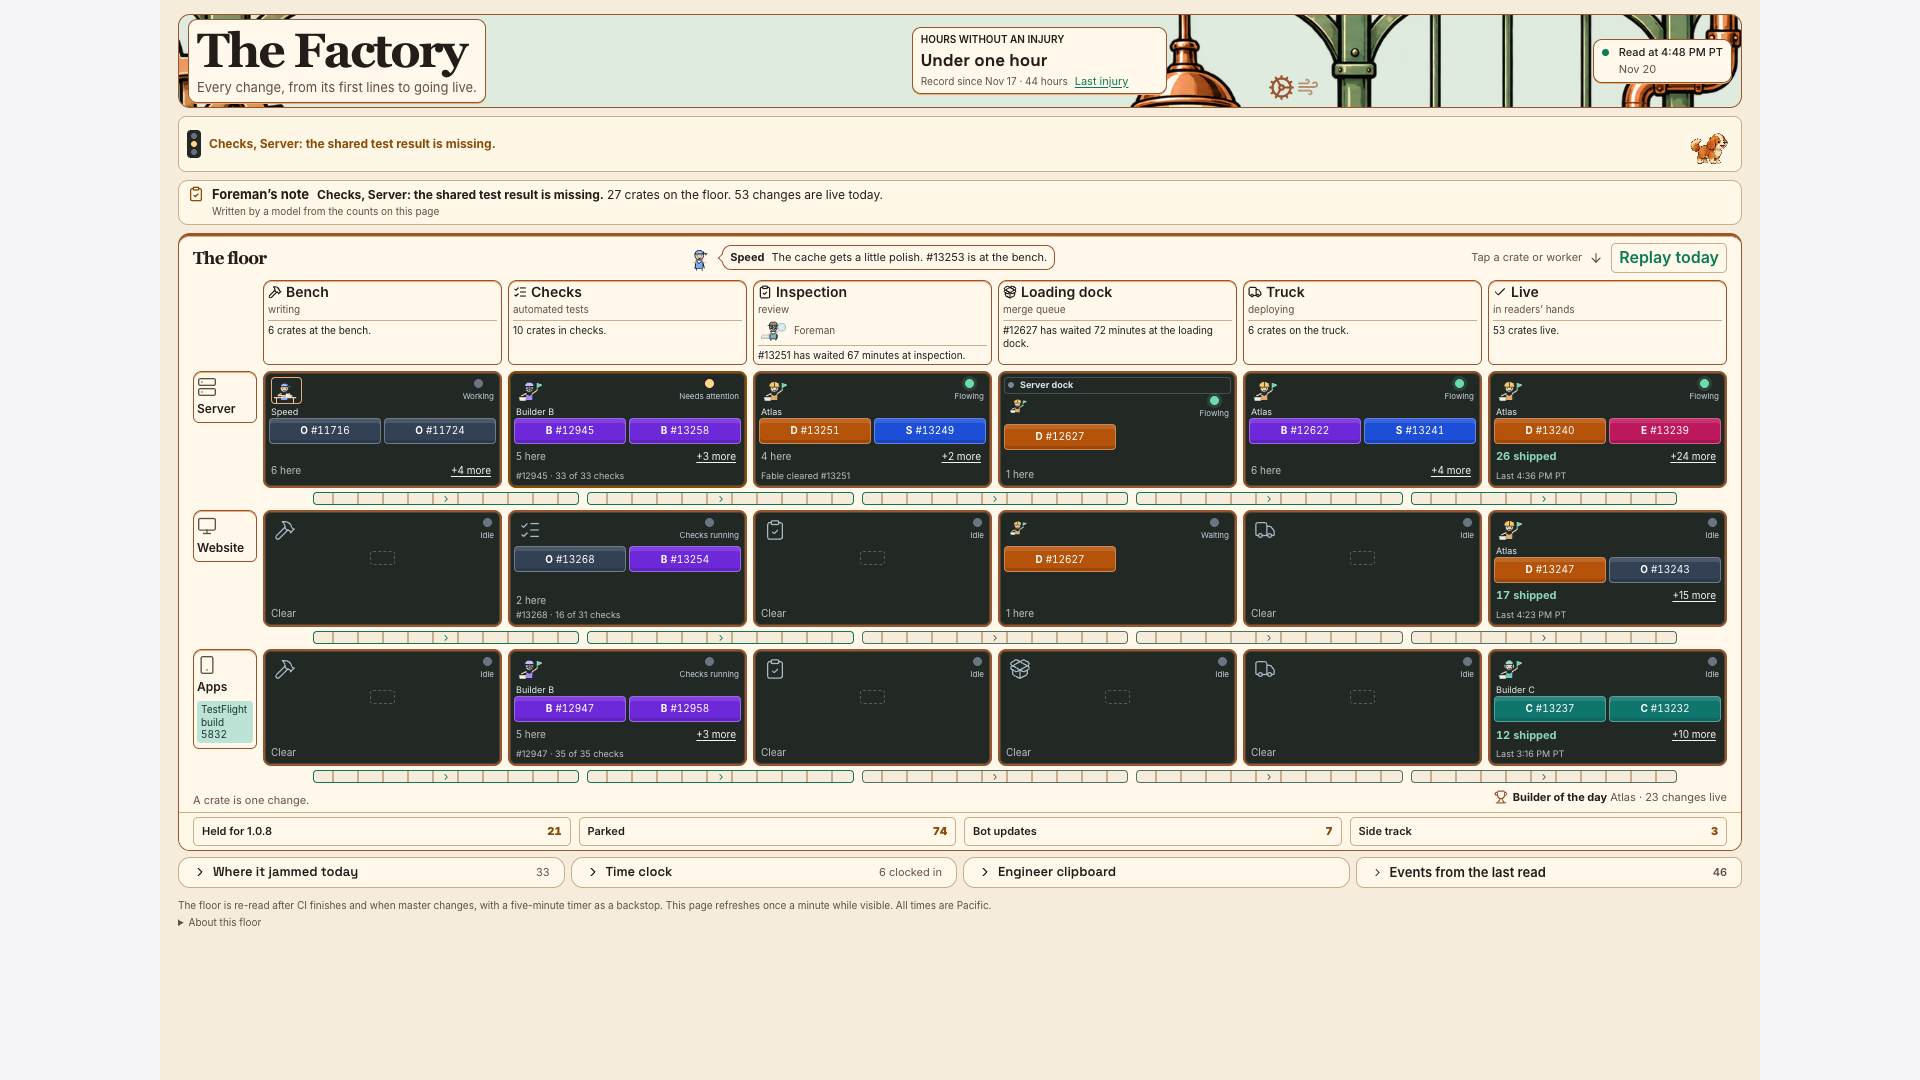 The Factory
Every change, from its first lines to going live.
HOURS WITHOUT AN INJURY
Under one hour
Record since Nov 17 · 44 hours Last injury
Read at 4:48 PM PT
Nov 20
Checks, Server: the shared test result is missing.
Foreman's note Checks, Server: the shared test result is missing. 27 crates on the floor. 53 changes are live today.
Written by a model from the counts on this page
The floor
Speed The cache gets a little polish. #13253 is at the bench.
Tap a crate or worker ↓
Replay today
Bench
writing
6 crates at the bench.
Checks
automated tests
10 crates in checks.
Inspection
review
Foreman
#13251 has waited 67 minutes at inspection.
Loading dock
merge queue
#12627 has waited 72 minutes at the loading
dock.
Truck
deploying
6 crates on the truck.
Live
in readers' hands
53 crates live.
Server
Working
Speed
O #11716
O #11724
6 here
+4 more
Needs attention
Builder B
B #12945
B #13258
5 here
+3 more
#12945 · 33 of 33 checks
Flowing
Atlas
D #13251
S #13249
4 here
+2 more
Fable cleared #13251
Server dock
Flowing
D #12627
1 here
Flowing
Atlas
B #12622
S #13241
6 here
+4 more
Flowing
Atlas
D #13240
E #13239
26 shipped
+24 more
Last 4:36 PM PT
Website
Idle
Clear
Checks running
O #13268
B #13254
2 here
#13268 · 16 of 31 checks
Idle
Clear
Waiting
D #12627
1 here
Idle
Clear
Idle
Atlas
D #13247
O #13243
17 shipped
+15 more
Last 4:23 PM PT
Apps
TestFlight
build
5832
Idle
Clear
Checks running
Builder B
B #12947
B #12958
5 here
+3 more
#12947 · 35 of 35 checks
Idle
Clear
Idle
Clear
Idle
Clear
Idle
Builder C
C #13237
C #13232
12 shipped
+10 more
Last 3:16 PM PT
A crate is one change.
Builder of the day Atlas · 23 changes live
Held for 1.0.8 21
Parked 74
Bot updates 7
Side track 3
Where it jammed today 33
Time clock 6 clocked in
Engineer clipboard
Events from the last read 46
The floor is re-read after CI finishes and when master changes, with a five-minute timer as a backstop. This page refreshes once a minute while visible. All times are Pacific.
About this floor